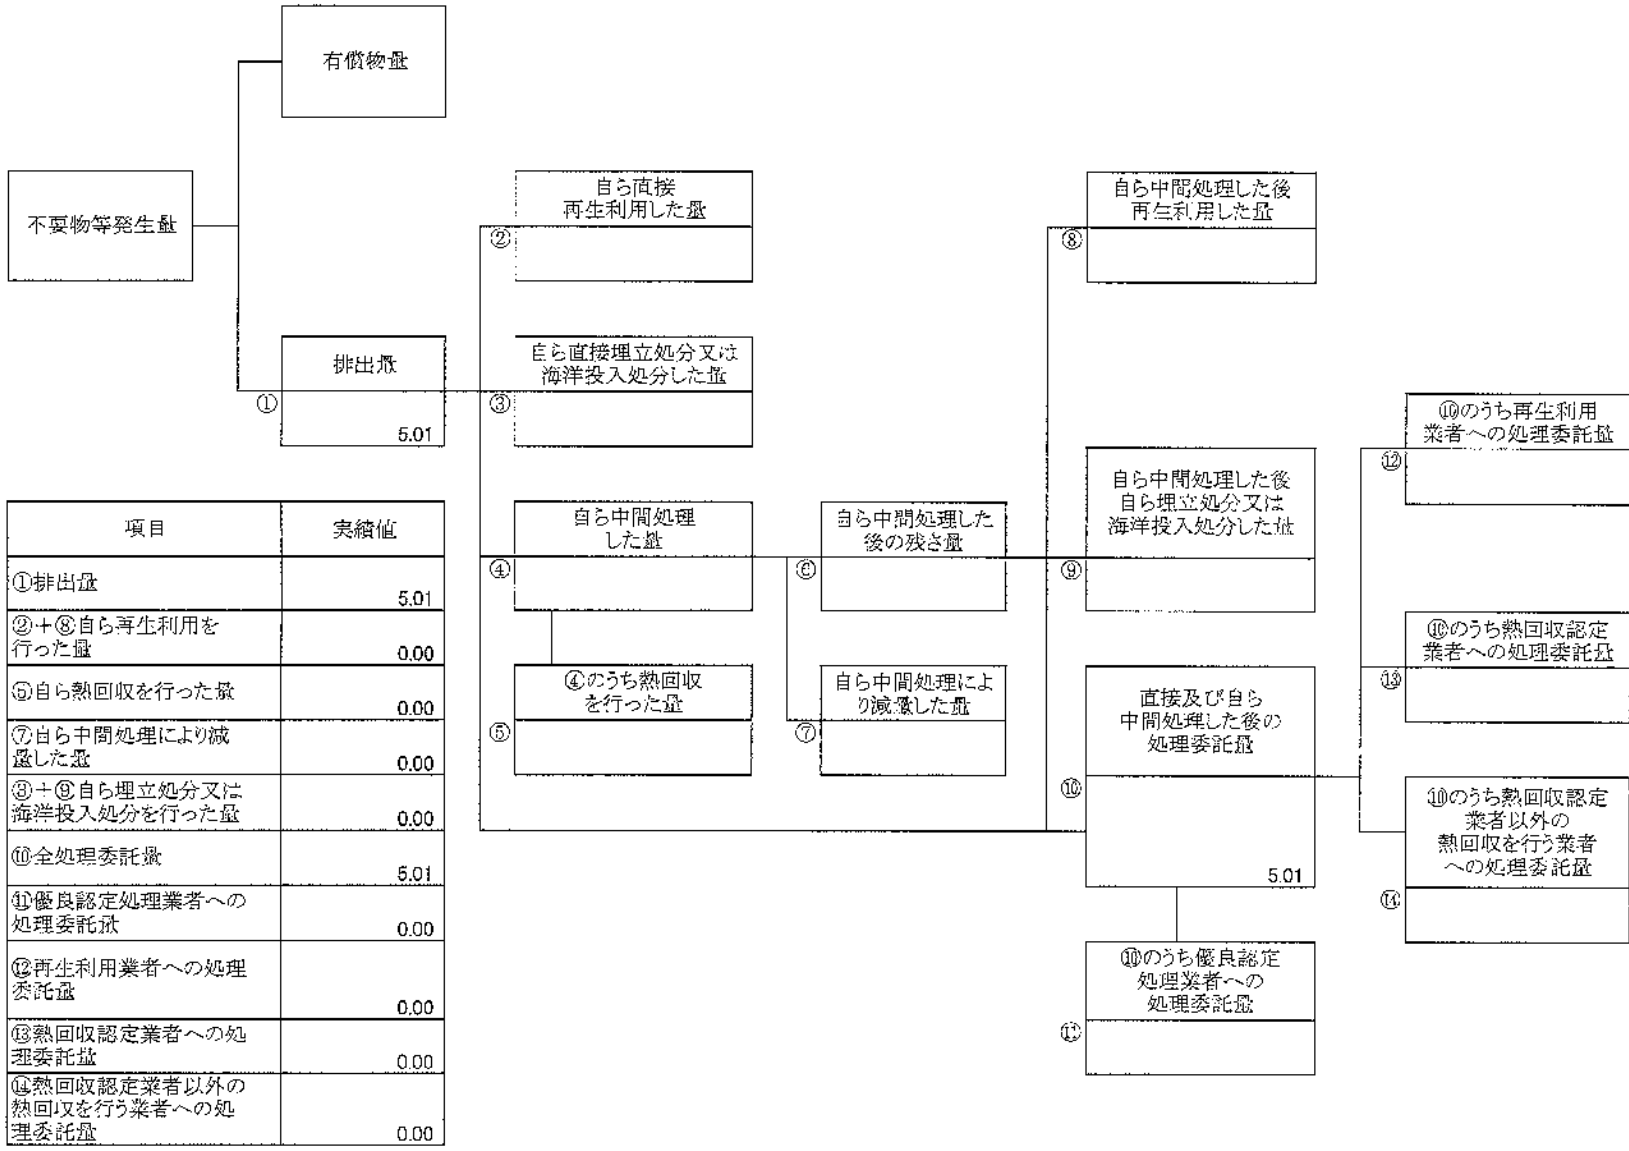 有償物量
不要物等発生量
排出量
①
5.01
自ら直接
再生利用した量
②
自ら直接埋立処分又は
海洋投入処分した量
③
自ら中間処理
した量
④
④のうち熱回収
を行った量
⑤
自ら中間処理した
後の残さ量
⑥
自ら中間処理によ
り減量した量
⑦
自ら中間処理した後
再生利用した量
⑧
自ら中間処理した後
自ら埋立処分又は
海洋投入処分した量
⑨
直接及び自ら
中間処理した後の
処理委託量
⑩
5.01
⑩のうち優良認定
処理業者への
処理委託量
⑪
⑩のうち再生利用
業者への処理委託量
⑫
⑩のうち熱回収認定
業者への処理委託量
⑬
⑩のうち熱回収認定
業者以外の
熱回収を行う業者
への処理委託量
⑭
項目 実績値
①排出量
5.01
②+⑧自ら再生利用を
行った量
0.00
⑤自ら熱回収を行った量
0.00
⑦自ら中間処理により減
量した量
0.00
③+⑨自ら埋立処分又は
海洋投入処分を行った量
0.00
⑩全処理委託量
5.01
⑪優良認定処理業者への
処理委託量
0.00
⑫再生利用業者への処理
委託量
0.00
⑬熱回収認定業者への処
理委託量
0.00
⑭熱回収認定業者以外の
熱回収を行う業者への処
理委託量
0.00